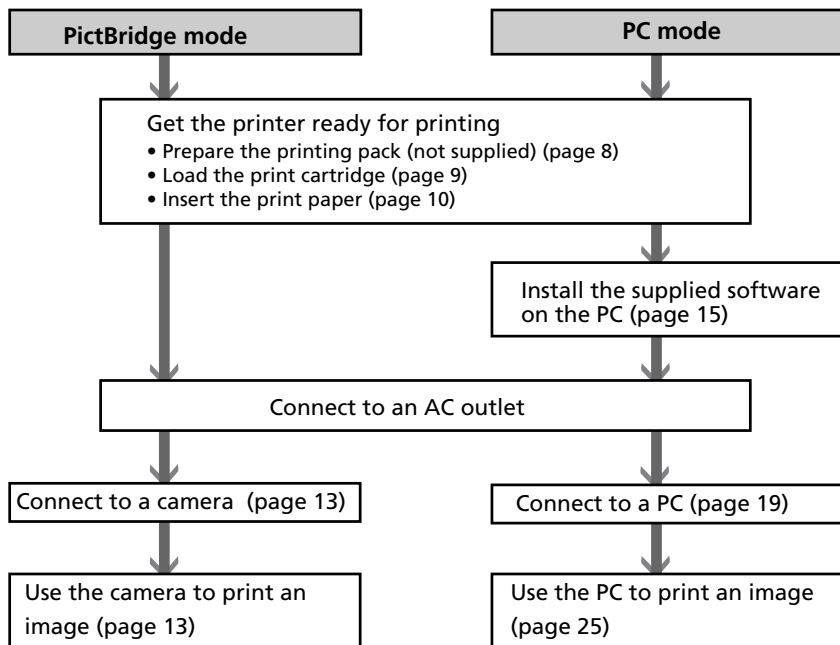 PictBridge mode
PC mode
Get the printer ready for printing
• Prepare the printing pack (not supplied) (page 8)
• Load the print cartridge (page 9)
• Insert the print paper (page 10)
Install the supplied software
on the PC (page 15)
Connect to an AC outlet
Connect to a camera (page 13)
Connect to a PC (page 19)
Use the camera to print an
image (page 13)
Use the PC to print an image
(page 25)